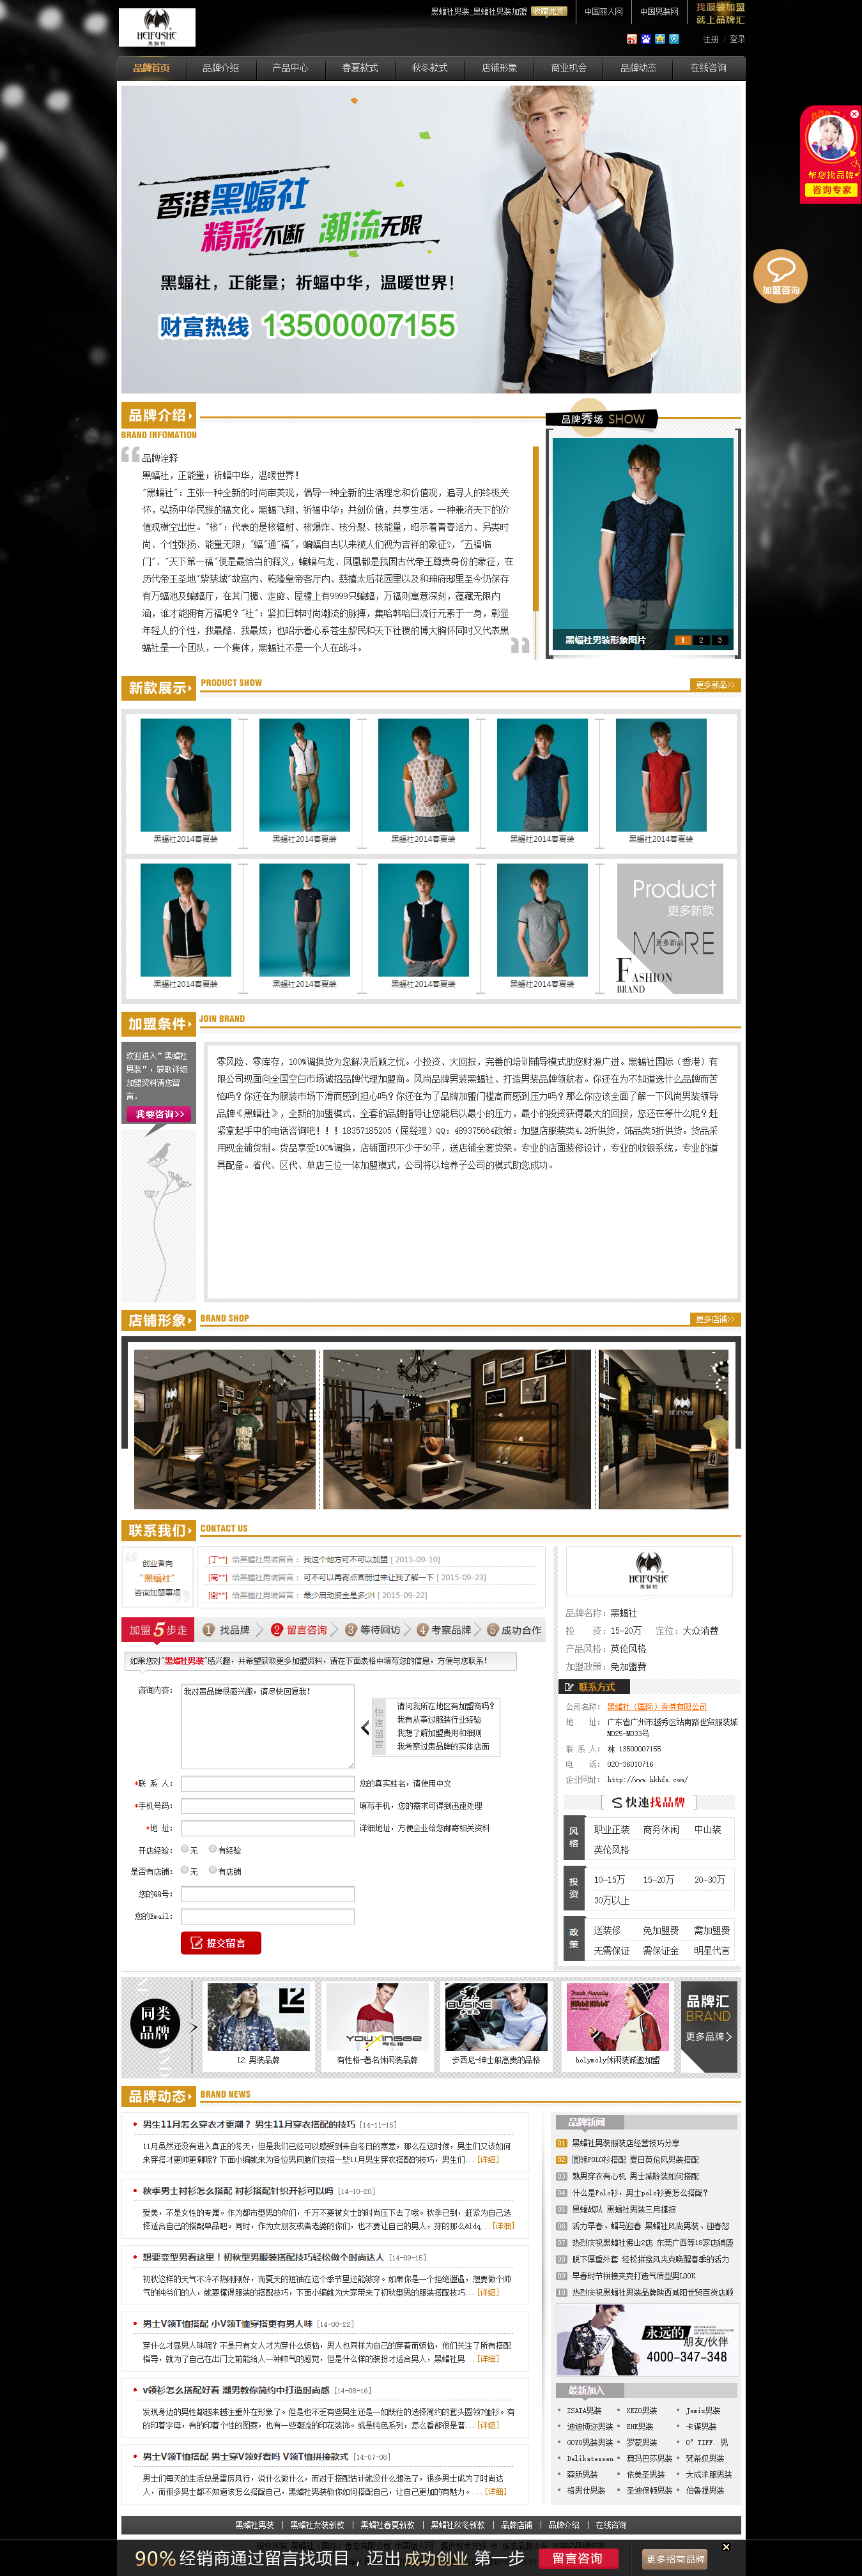 HEIFUSHE
黑蝠社
黑蝠社男装_黑蝠社男装加盟 收藏此页
中国丽人网
中国男装网
找服装加盟
就上品牌汇
注册 / 登录
品牌首页 品牌介绍 产品中心 春夏款式 秋冬款式 店铺形象 商业机会 品牌动态 在线咨询
帮您找品牌
咨询专家
加盟咨询
香港黑蝠社
精彩不断 潮流无限
黑蝠社，正能量；祈蝠中华，温暖世界！
财富热线 13500007155
品牌介绍
BRAND INFOMATION
品牌秀场 SHOW
品牌诠释
黑蝠社，正能量；祈蝠中华，温暖世界！
"黑蝠社"：主张一种全新的时尚审美观，倡导一种全新的生活理念和价值观，追寻人的终极关
怀，弘扬中华民族的福文化。黑蝠飞翔、祈福中华；共创价值，共享生活。一种兼济天下的价
值观横空出世。"核"：代表的是核辐射、核爆炸、核分裂、核能量，昭示着青春活力、另类时
尚、个性张扬、能量无限，"蝠"通"福"，蝙蝠自古以来被人们视为吉祥的象征?，"五福临
门"、"天下第一福"便是最恰当的释义，蝙蝠与龙、凤凰都是我国古代帝王尊贵身份的象征，在
历代帝王圣地"紫禁城"故宫内、乾隆皇帝客厅内、慈禧太后花园里以及和珅府邸里至今仍保存
有万蝠池及蝙蝠厅，在其门檐、走廊、屋檐上有9999只蝙蝠，万福则寓意深刻，蕴藏无限内
涵，谁才能拥有万福呢？"社"：紧扣日韩时尚潮流的脉搏，集哈韩哈日流行元素于一身，彰显
年轻人的个性，我最酷、我最炫；也昭示着心系苍生黎民和天下社稷的博大胸怀同时又代表黑
蝠社是一个团队，一个集体，黑蝠社不是一个人在战斗。
黑蝠社男装形象图片 1 2 3
新款展示 PRODUCT SHOW 更多新品>>
黑蝠社2014春夏装 黑蝠社2014春夏装 黑蝠社2014春夏装 黑蝠社2014春夏装 黑蝠社2014春夏装
黑蝠社2014春夏装 黑蝠社2014春夏装 黑蝠社2014春夏装 黑蝠社2014春夏装
Product
更多新款
MORE
更多新品
FASHION
BRAND
加盟条件 JOIN BRAND
欢迎进入"黑蝠社
男装"，获取详细
加盟资料请您留
言。
我要咨询>>
零风险、零库存，100%调换货为您解决后顾之忧。小投资、大回报，完善的培训辅导模式助您财源广进。黑蝠社国际（香港）有
限公司现面向全国空白市场诚招品牌代理加盟商。风尚品牌男装黑蝠社、打造男装品牌领航者。你还在为不知道选什么品牌而苦
恼吗？你还在为服装市场下滑而感到担心吗？你还在为了品牌加盟门槛高而感到压力吗？那么你应该全面了解一下风尚男装领导
品牌《黑蝠社》，全新的加盟模式、全套的品牌指导让您能后以最小的压力，最小的投资获得最大的回报，您还在等什么呢？赶
紧拿起手中的电话咨询吧！！！18357185205（屈经理）QQ：489375664政策：加盟店服装类4.2折供货，饰品类5折供货。货品采
用现金铺货制。货品享受100%调换，店铺面积不少于50平，送店铺全套货架。专业的店面装修设计，专业的收银系统，专业的道
具配备。省代、区代、单店三位一体加盟模式，公司将以培养子公司的模式助您成功。
店铺形象 BRAND SHOP 更多店铺>>
HEIFUSHE
联系我们 CONTACT US
创业者向
"黑蝠社"
咨询加盟事项
[丁**] 给黑蝠社男装留言： 我这个地方可不可以加盟 [ 2015-09-10]
[高**] 给黑蝠社男装留言： 可不可以再寄点画册过来让我了解一下 [ 2015-09-23]
[谢**] 给黑蝠社男装留言： 最少启动资金是多少! [ 2015-09-22]
加盟5步走 1找品牌 2留言咨询 3等待回访 4考察品牌 5成功合作
如果您对"黑蝠社男装"感兴趣，并希望获取更多加盟资料，请在下面表格中填写您的信息，方便与您联系！
咨询内容： 我对贵品牌很感兴趣，请尽快回复我！
快速留言
请问我所在地区有加盟商吗？
我有从事过服装行业经验
我想了解加盟费用和细则
我考察过贵品牌的实体店面
*联 系 人： 您的真实姓名，请使用中文
*手机号码： 填写手机，您的需求可得到迅速处理
*地 址： 详细地址，方便企业给您邮寄相关资料
开店经验： 无 有经验
是否有店铺： 无 有店铺
您的QQ号：
您的Email：
提交留言
HEIFUSHE
黑蝠社
品牌名称：黑蝠社
投 资：15-20万 定位：大众消费
产品风格：英伦风格
加盟政策：免加盟费
联系方式
公司名称： 黑蝠社（国际）香港有限公司
地 址： 广东省广州市越秀区站南路世贸服装城
M025-M033号
联 系 人： 林 13500007155
电 话： 020-36010716
企业网址： http://www.hkhfs.com/
快速找品牌
风格 职业正装 商务休闲 中山装
英伦风格
投资 10-15万 15-20万 20-30万
30万以上
政策 送装修 免加盟费 需加盟费
无需保证 需保证金 明星代言
同类品牌
L2 男装品牌
有性格-著名休闲装品牌
步西尼-绅士般高贵的品格
holymoly休闲装诚邀加盟
品牌汇
BRAND
更多品牌
品牌动态 BRAND NEWS
男生11月怎么穿衣才更潮？ 男生11月穿衣搭配的技巧 [14-11-15]
11月虽然还没有进入真正的冬天，但是我们已经可以感受到来自冬日的寒意，那么在这时候，男生们又该如何
来穿搭才更帅更潮呢？下面小编就来为各位男同胞们支招一些11月男生穿衣搭配的技巧，男生们...[详细]
秋季男士衬衫怎么搭配 衬衫搭配针织开衫可以吗 [14-10-20]
爱美，不是女性的专属。作为都市型男的你们，千万不要被女士的时尚压下去了哦。秋季已到，赶紧为自己选
择适合自己的搭配单品吧。同时，作为女朋友或者老婆的你们，也不要让自己的男人，穿的那么&ldq...[详细]
想要变型男看这里！初秋型男服装搭配技巧轻松做个时尚达人 [14-09-15]
初秋这样的天气不冷不热刚刚好，而夏天的短袖在这个季节里还能够穿。如果你是一个拒绝邋遢，想要做个帅
气的纯爷们的人，就要懂得服装的搭配技巧，下面小编就为大家带来了初秋型男的服装搭配技巧...[详细]
男士V领T恤搭配 小V领T恤穿搭更有男人味 [14-08-22]
穿什么才显男人味呢？不是只有女人才为穿什么烦恼，男人也同样为自己的穿着而烦恼，他们关注了所有搭配
指导，就为了自己在出门之前能给人一种帅气的感觉，但是什么样的装扮才适合男人，黑蝠社男...[详细]
v领衫怎么搭配好看 潮男教你简约中打造时尚感 [14-08-16]
发现身边的男性都越来越注重外在形象了。但是也不乏有些男生还是一如既往的选择简约的套头圆领T恤衫。有
的印着字母，有的印着个性的图案，也有一些潮流的印花装饰。或是纯色系列，怎么看都很是普...[详细]
男士V领T恤搭配 男士穿V领好看吗 V领T恤拼接款式 [14-07-08]
男士们每天的生活总是雷厉风行，说什么做什么，而对于搭配估计就没什么想法了，很多男士成为了时尚达
人，而很多男士都不知道该怎么搭配自己，黑蝠社男装教你如何搭配自己，让自己更加的有魅力。...[详细]
品牌新闻
01 黑蝠社男装服装店经营技巧分享
02 圆领POLO衫搭配 夏日英伦风男装搭配
03 熟男穿衣有心机 男士减龄装如何搭配
04 什么是Polo衫，男士polo衫要怎么搭配？
05 黑蝠战队 黑蝠社男装三月捷报
06 活力早春、蝠马迎春 黑蝠社风尚男装、迎春怒
07 热烈庆祝黑蝠社佛山2店 东莞广西等18家店铺盛
08 脱下厚重外套 轻松拼接风夹克唤醒春季的活力
09 早春时节拼接夹克打造气质型男LOOK
10 热烈庆祝黑蝠社男装品牌陕西咸阳世贸百货店顺
永远的朋友/伙伴
4000-347-348
最新加入
ISAIA男装 XEZO男装 Jamix男装
迪迪博迩男装 EHE男装 卡谋男装
GOTO男装男装 罗蒙男装 O'TIFF..男
Delikatessen 斑玛巴莎男装 梵希蚁男装
森所男装 依美圣男装 大成洋服男装
格男仕男装 圣迪保顿男装 伯鲁提男装
黑蝠社男装 | 黑蝠社女装新款 | 黑蝠社春夏新款 | 黑蝠社秋冬新款 | 品牌店铺 | 品牌介绍 | 在线咨询
90% 经销商通过留言找项目，迈出 成功创业 第一步 留言咨询 更多招商品牌